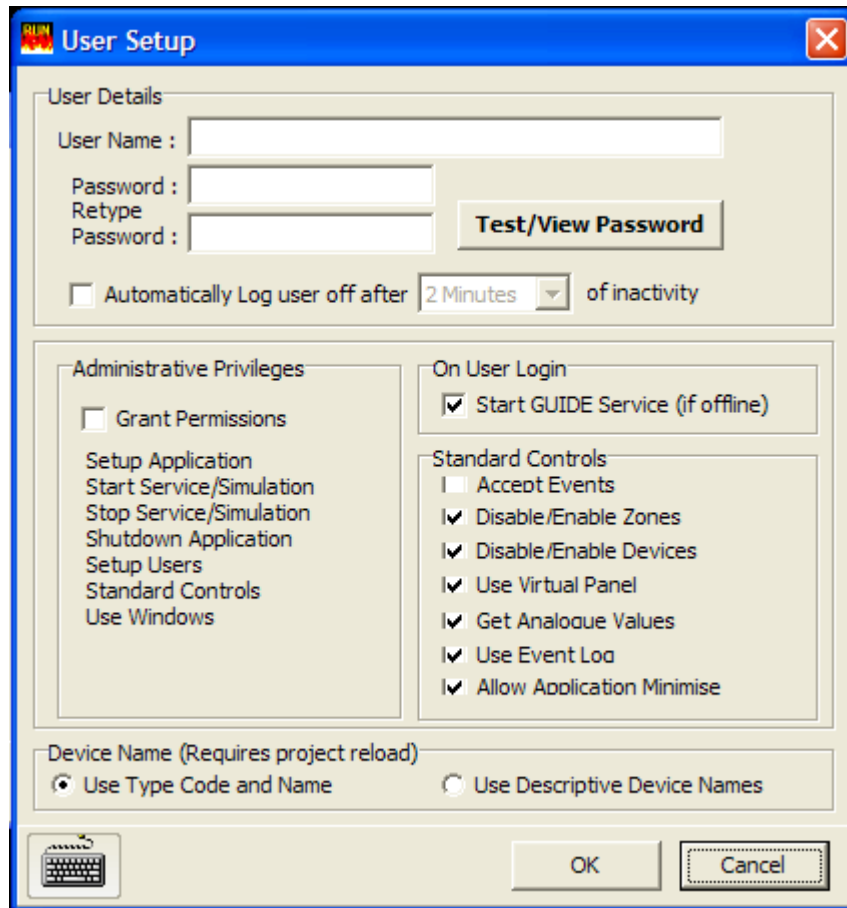 RUN
User Setup
User Details
User Name :
Password :
Retype
Password :
Test/View Password
Automatically Log user off after 2 Minutes of inactivity
Administrative Privileges
Grant Permissions
Setup Application
Start Service/Simulation
Stop Service/Simulation
Shutdown Application
Setup Users
Standard Controls
Use Windows
On User Login
Start GUIDE Service (if offline)
Standard Controls
Accept Events
Disable/Enable Zones
Disable/Enable Devices
Use Virtual Panel
Get Analogue Values
Use Event Log
Allow Application Minimise
Device Name (Requires project reload)
Use Type Code and Name
Use Descriptive Device Names
OK
Cancel